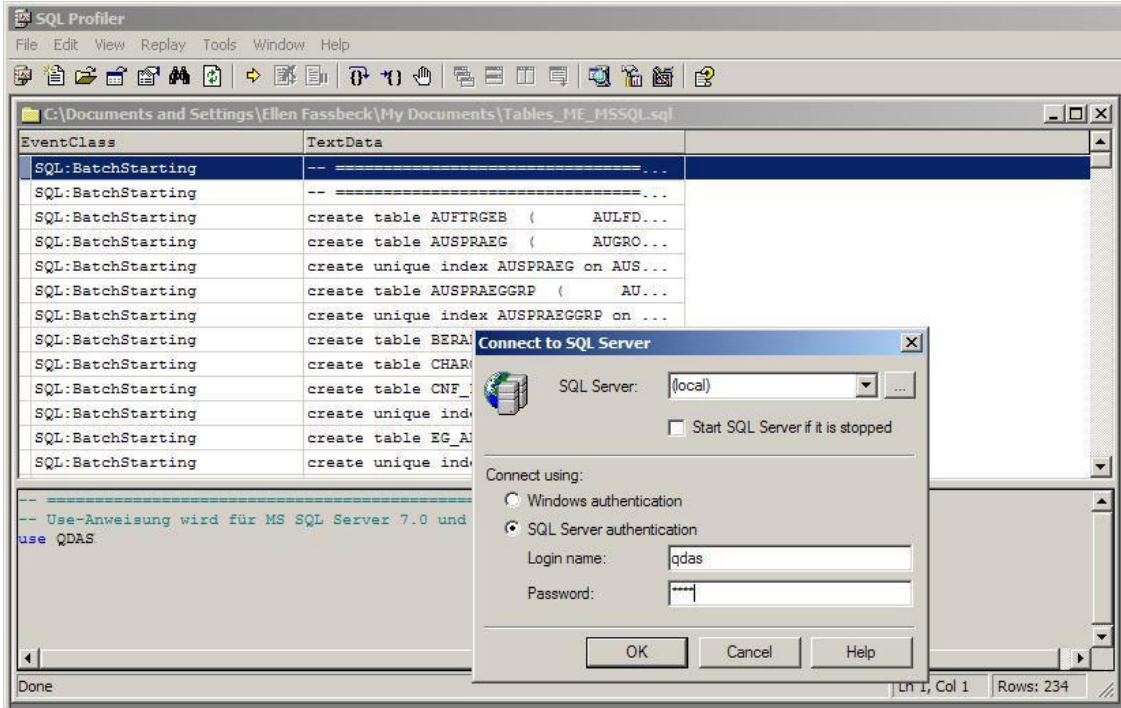 SQL Profiler
File Edit View Replay Tools Window Help
C:\Documents and Settings\Ellen Fassbeck\My Documents\Tables_ME_MSSQL.sql
EventClass TextData
SQL:BatchStarting -- ================================...
SQL:BatchStarting -- ================================...
SQL:BatchStarting create table AUFTRGEB ( AULFD...
SQL:BatchStarting create table AUSPRAEG ( AUGRO...
SQL:BatchStarting create unique index AUSPRAEG on AUS...
SQL:BatchStarting create table AUSPRAEGGRP ( AU...
SQL:BatchStarting create unique index AUSPRAEGGRP on ...
SQL:BatchStarting create table BERA
SQL:BatchStarting create table CHAR
SQL:BatchStarting create table CNF_
SQL:BatchStarting create unique ind
SQL:BatchStarting create table EG_A
SQL:BatchStarting create unique ind
-- =============================================
-- Use-Anweisung wird für MS SQL Server 7.0 und
use QDAS
Connect to SQL Server
SQL Server: (local) ...
Start SQL Server if it is stopped
Connect using:
Windows authentication
SQL Server authentication
Login name: qdas
Password: ****
OK Cancel Help
Done Ln 1, Col 1 Rows: 234